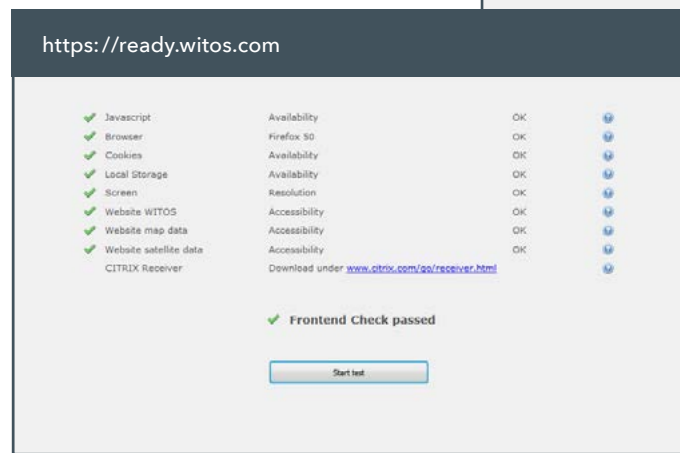 https://ready.witos.com
Javascript Availability OK
Browser Firefox 50 OK
Cookies Availability OK
Local Storage Availability OK
Screen Resolution OK
Website WITOS Accessibility OK
Website map data Accessibility OK
Website satellite data Accessibility OK
CITRIX Receiver Download under www.citrix.com/go/receiver.html
Frontend Check passed
Start test